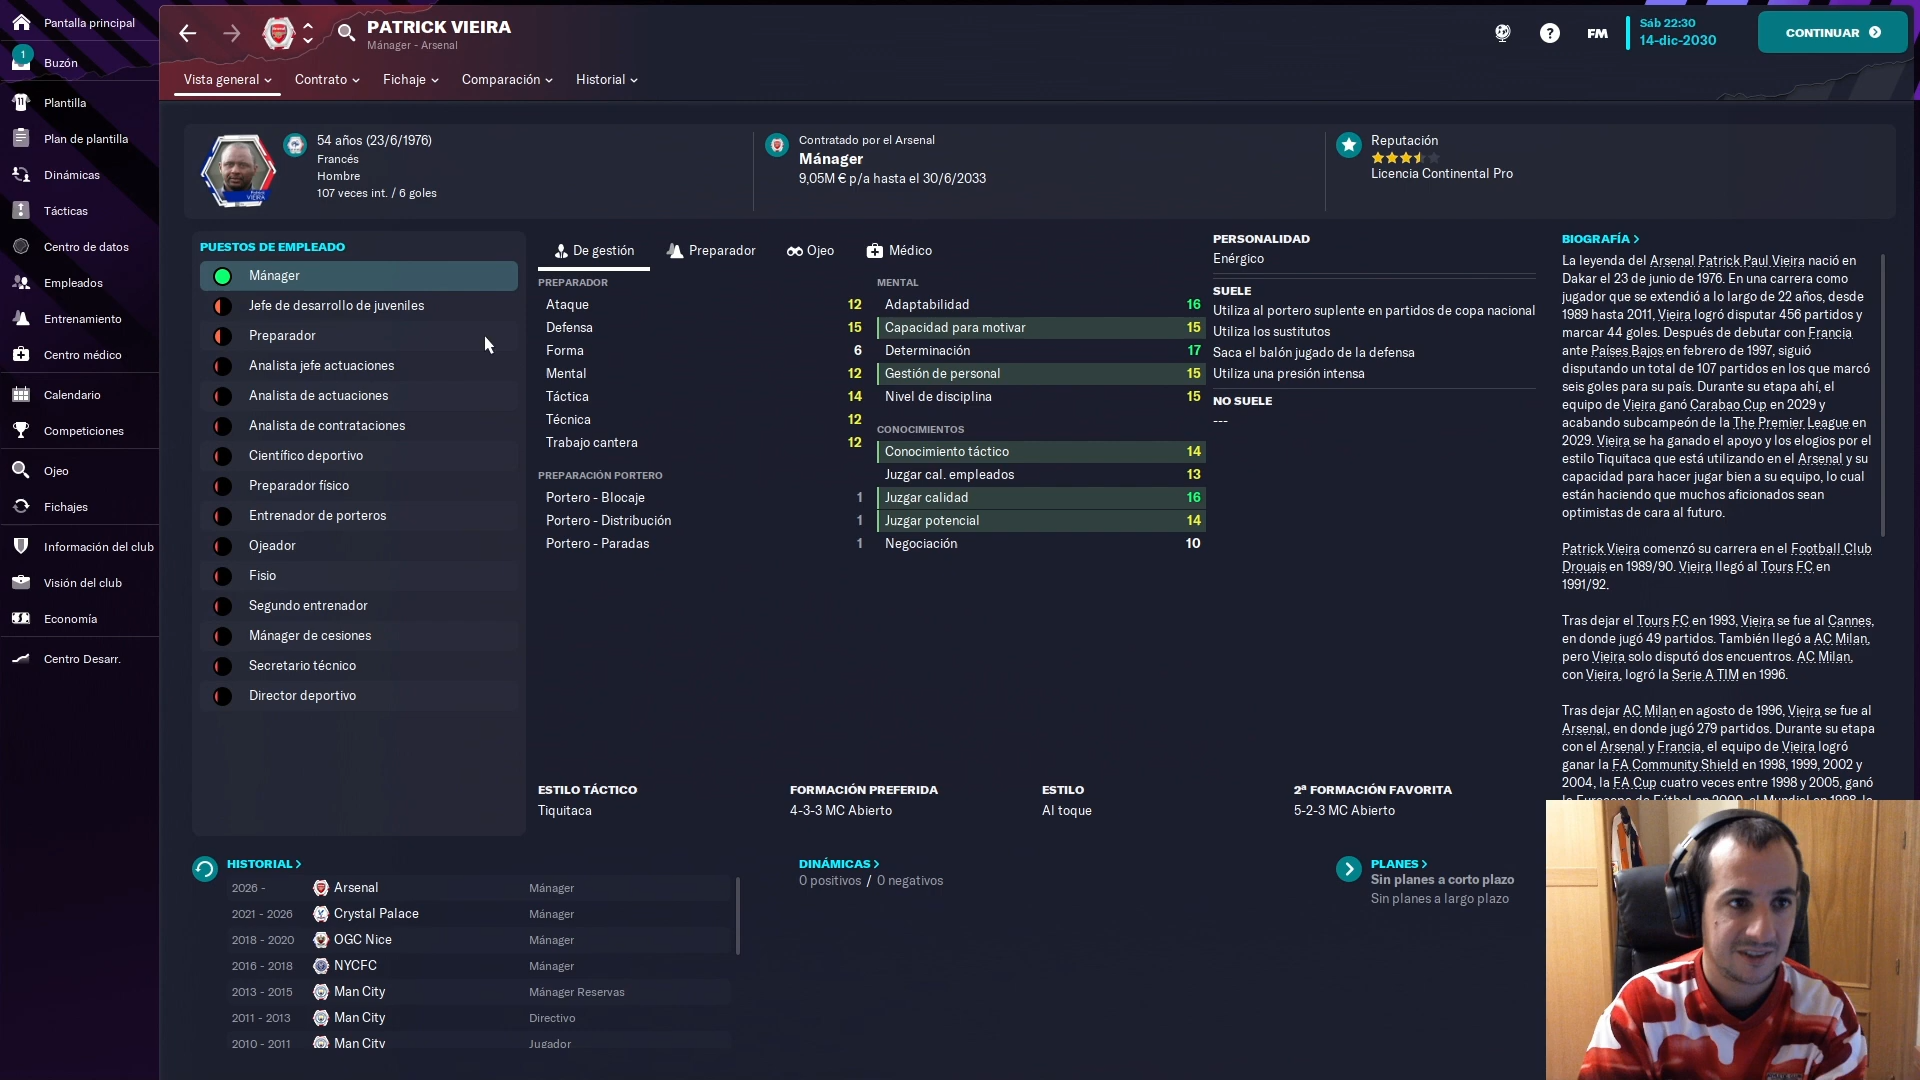 Pantalla principal
1
Buzón
11
Plantilla
Plan de plantilla
Dinámicas
Tácticas
Centro de datos
Empleados
Entrenamiento
Centro médico
Calendario
Competiciones
Ojeo
Fichajes
Información del club
Visión del club
Economía
Centro Desarr.
PATRICK VIEIRA
Mánager - Arsenal
?
FM
Sáb 22:30
14-dic-2030
CONTINUAR
Vista general
Contrato
Fichaje
Comparación
Historial
54 años (23/6/1976)
Francés
Hombre
107 veces int. / 6 goles
Patrick
VIEIRA
Contratado por el Arsenal
Mánager
9,05M € p/a hasta el 30/6/2033
Reputación
Licencia Continental Pro
PUESTOS DE EMPLEADO
Mánager
Jefe de desarrollo de juveniles
Preparador
Analista jefe actuaciones
Analista de actuaciones
Analista de contrataciones
Científico deportivo
Preparador físico
Entrenador de porteros
Ojeador
Fisio
Segundo entrenador
Mánager de cesiones
Secretario técnico
Director deportivo
De gestión
Preparador
Ojeo
Médico
PREPARADOR
Ataque 12
Defensa 15
Forma 6
Mental 12
Táctica 14
Técnica 12
Trabajo cantera 12
PREPARACIÓN PORTERO
Portero - Blocaje 1
Portero - Distribución 1
Portero - Paradas 1
MENTAL
Adaptabilidad 16
Capacidad para motivar 15
Determinación 17
Gestión de personal 15
Nivel de disciplina 15
CONOCIMIENTOS
Conocimiento táctico 14
Juzgar cal. empleados 13
Juzgar calidad 16
Juzgar potencial 14
Negociación 10
PERSONALIDAD
Enérgico
SUELE
Utiliza al portero suplente en partidos de copa nacional
Utiliza los sustitutos
Saca el balón jugado de la defensa
Utiliza una presión intensa
NO SUELE
---
BIOGRAFÍA
La leyenda del Arsenal Patrick Paul Vieira nació en
Dakar el 23 de junio de 1976. En una carrera como
jugador que se extendió a lo largo de 22 años, desde
1989 hasta 2011, Vieira logró disputar 456 partidos y
marcar 44 goles. Después de debutar con Francia
ante Países Bajos en febrero de 1997, siguió
disputando un total de 107 partidos en los que marcó
seis goles para su país. Durante su etapa ahí, el
equipo de Vieira ganó Carabao Cup en 2029 y
acabando subcampeón de la The Premier League en
2029. Vieira se ha ganado el apoyo y los elogios por el
estilo Tiquitaca que está utilizando en el Arsenal y su
capacidad para hacer jugar bien a su equipo, lo cual
están haciendo que muchos aficionados sean
optimistas de cara al futuro.
Patrick Vieira comenzó su carrera en el Football Club
Drouais en 1989/90. Vieira llegó al Tours FC en
1991/92.
Tras dejar el Tours FC en 1993, Vieira se fue al Cannes,
en donde jugó 49 partidos. También llegó a AC Milan,
pero Vieira solo disputó dos encuentros. AC Milan,
con Vieira, logró la Serie A TIM en 1996.
Tras dejar AC Milan en agosto de 1996, Vieira se fue al
Arsenal, en donde jugó 279 partidos. Durante su etapa
con el Arsenal y Francia, el equipo de Vieira logró
ganar la FA Community Shield en 1998, 1999, 2002 y
2004, la FA Cup cuatro veces entre 1998 y 2005, ganó
la Eurocopa de Fútbol en 2000, el Mundial en 1998, la
ESTILO TÁCTICO
Tiquitaca
FORMACIÓN PREFERIDA
4-3-3 MC Abierto
ESTILO
Al toque
2ª FORMACIÓN FAVORITA
5-2-3 MC Abierto
HISTORIAL
2026 - Arsenal Mánager
2021 - 2026 Crystal Palace Mánager
2018 - 2020 OGC Nice Mánager
2016 - 2018 NYCFC Mánager
2013 - 2015 Man City Mánager Reservas
2011 - 2013 Man City Directivo
2010 - 2011 Man City Jugador
DINÁMICAS
0 positivos / 0 negativos
PLANES
Sin planes a corto plazo
Sin planes a largo plazo